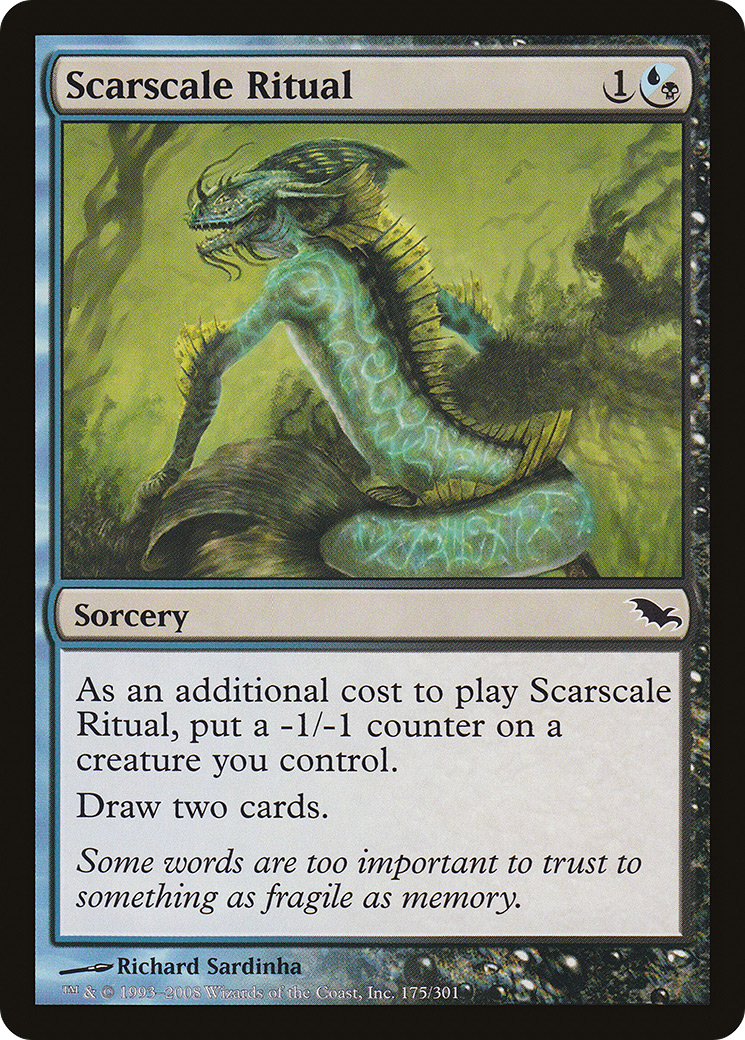 Scarscale Ritual 1
Sorcery
As an additional cost to play Scarscale
Ritual, put a -1/-1 counter on a
creature you control.
Draw two cards.
Some words are too important to trust to
something as fragile as memory.
Richard Sardinha
™ & © 1993–2008 Wizards of the Coast, Inc. 175/301